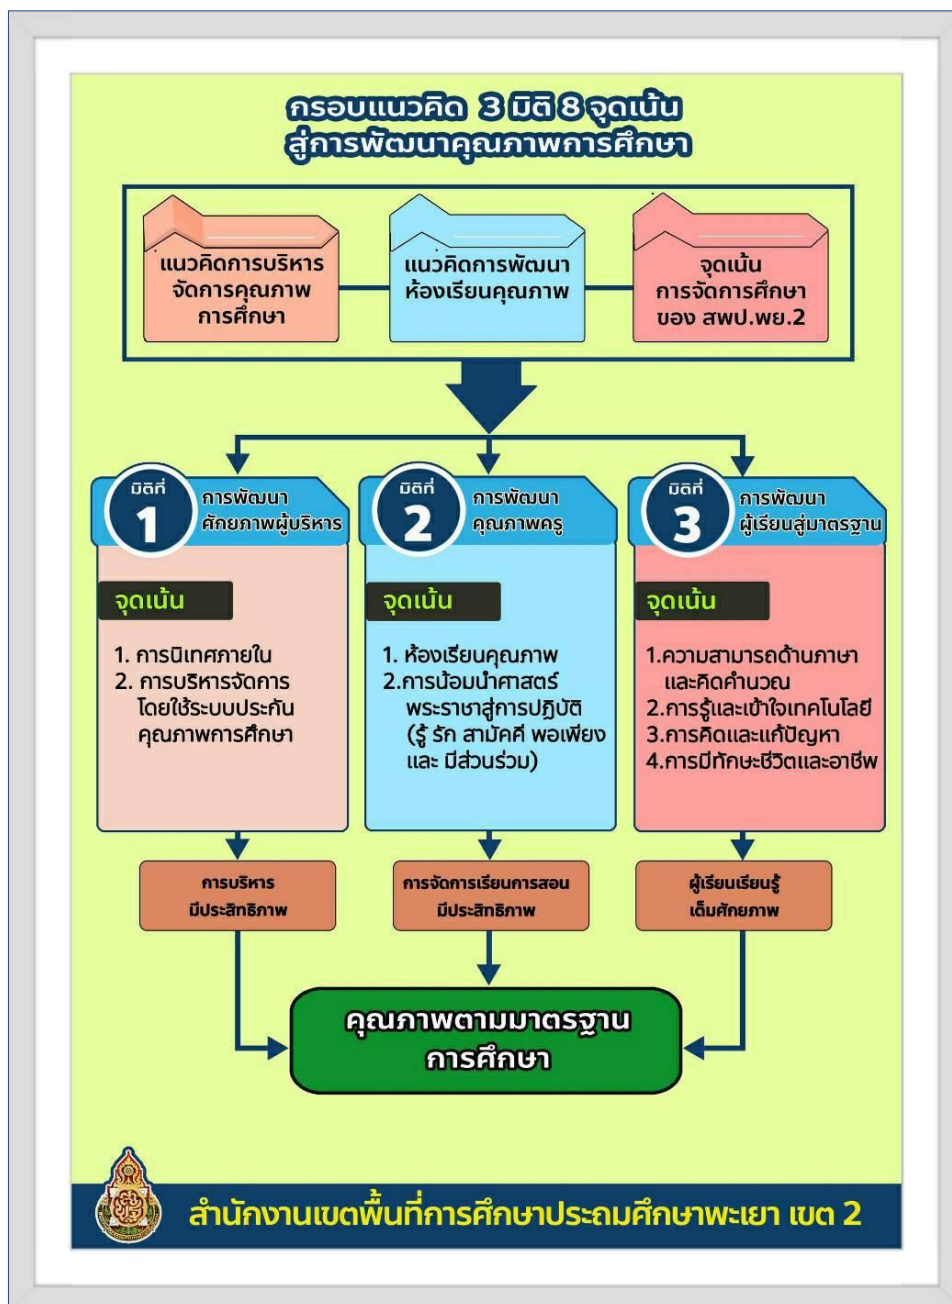 กรอบแนวคิด 3 มิติ 8 จุดเน้น
สู่การพัฒนาคุณภาพการศึกษา
แนวคิดการบริหาร
จัดการคุณภาพ
การศึกษา
แนวคิดการพัฒนา
ห้องเรียนคุณภาพ
จุดเน้น
การจัดการศึกษา
ของ สพป.พย.2
มิติที่
1
การพัฒนา
ศักยภาพผู้บริหาร
จุดเน้น
1. การนิเทศภายใน
2. การบริหารจัดการ
โดยใช้ระบบประกัน
คุณภาพการศึกษา
มิติที่
2
การพัฒนา
คุณภาพครู
จุดเน้น
1. ห้องเรียนคุณภาพ
2.การน้อมนำศาสตร์
พระราชาสู่การปฏิบัติ
(รู้ รัก สามัคคี พอเพียง
และ มีส่วนร่วม)
มิติที่
3
การพัฒนา
ผู้เรียนสู่มาตรฐาน
จุดเน้น
1.ความสามารถด้านภาษา
และคิดคำนวณ
2.การรู้และเข้าใจเทคโนโลยี
3.การคิดและแก้ปัญหา
4.การมีทักษะชีวิตและอาชีพ
การบริหาร
มีประสิทธิภาพ
การจัดการเรียนการสอน
มีประสิทธิภาพ
ผู้เรียนเรียนรู้
เต็มศักยภาพ
คุณภาพตามมาตรฐาน
การศึกษา
สำนักงานเขตพื้นที่การศึกษาประถมศึกษาพะเยา เขต 2